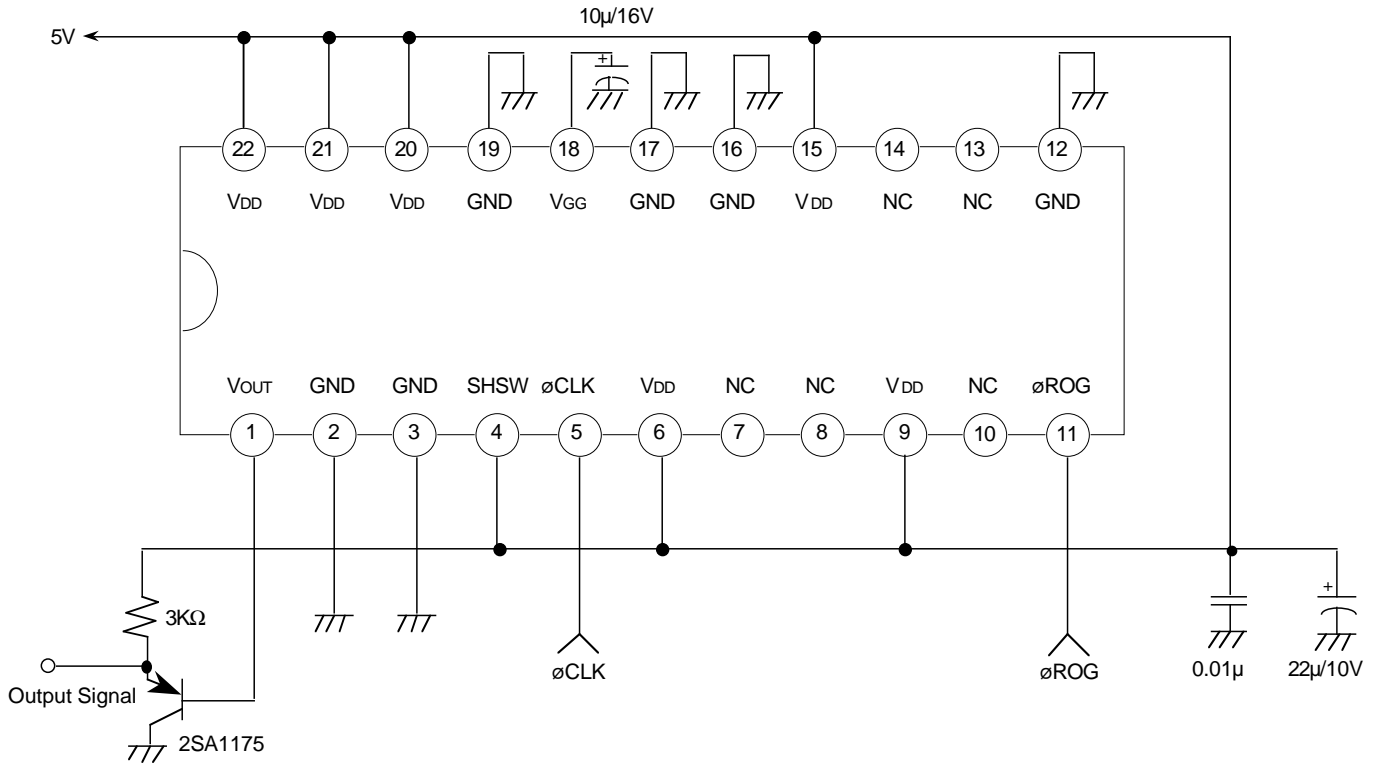 10µ/16V
5V
+
22 21 20 19 18 17 16 15 14 13 12
VDD VDD VDD GND VGG GND GND VDD NC NC GND
VOUT GND GND SHSW øCLK VDD NC NC VDD NC øROG
1 2 3 4 5 6 7 8 9 10 11
+
3KΩ
øCLK øROG 0.01µ 22µ/10V
Output Signal
2SA1175